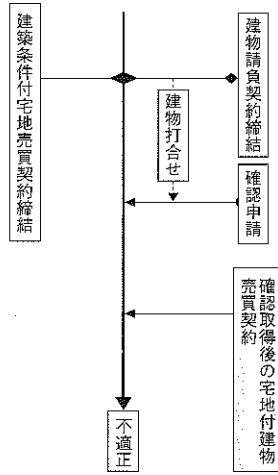 建物請負契約締結
確認申請
確認取得後の宅地付建物
売買契約
建物打合せ
不適正
建築条件付宅地売買契約締結